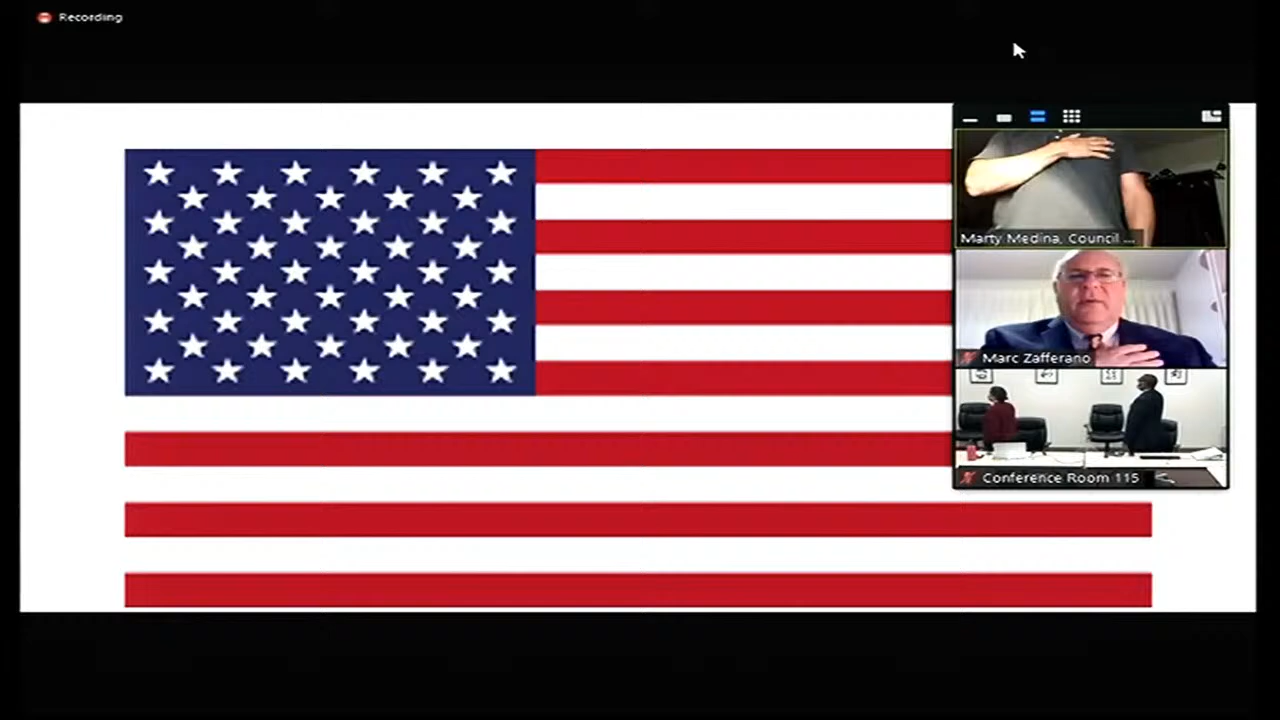 Recording
Marty Medina, Council ...
Marc Zafferano
Conference Room 115